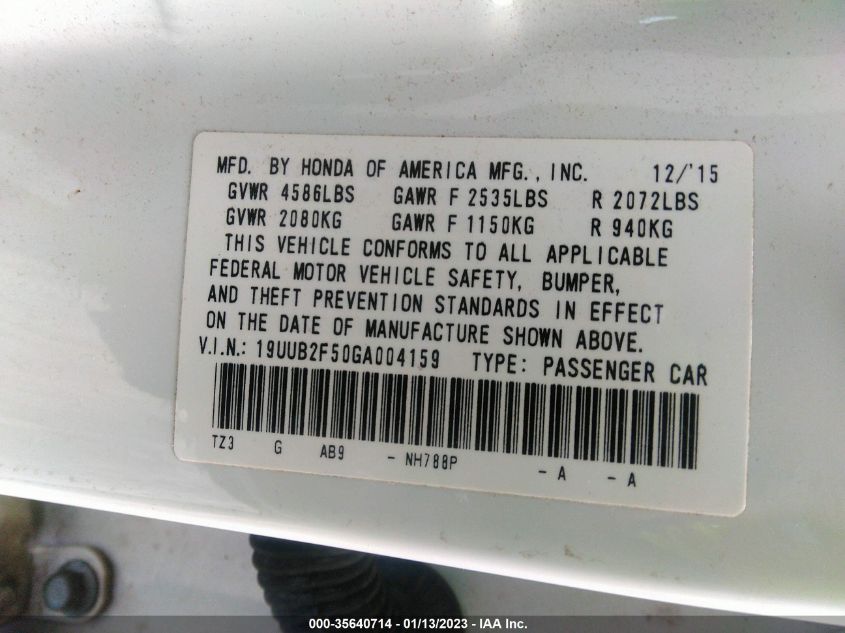 MFD. BY HONDA OF AMERICA MFG., INC. 12/'15
GVWR 4586LBS GAWR F 2535LBS R 2072LBS
GVWR 2080KG GAWR F 1150KG R 940KG
THIS VEHICLE CONFORMS TO ALL APPLICABLE
FEDERAL MOTOR VEHICLE SAFETY, BUMPER,
AND THEFT PREVENTION STANDARDS IN EFFECT
ON THE DATE OF MANUFACTURE SHOWN ABOVE.
V.I.N.: 19UUB2F50GA004159 TYPE: PASSENGER CAR
TZ3 G AB9 - NH788P - A - A
000-35640714 - 01/13/2023 - IAA Inc.